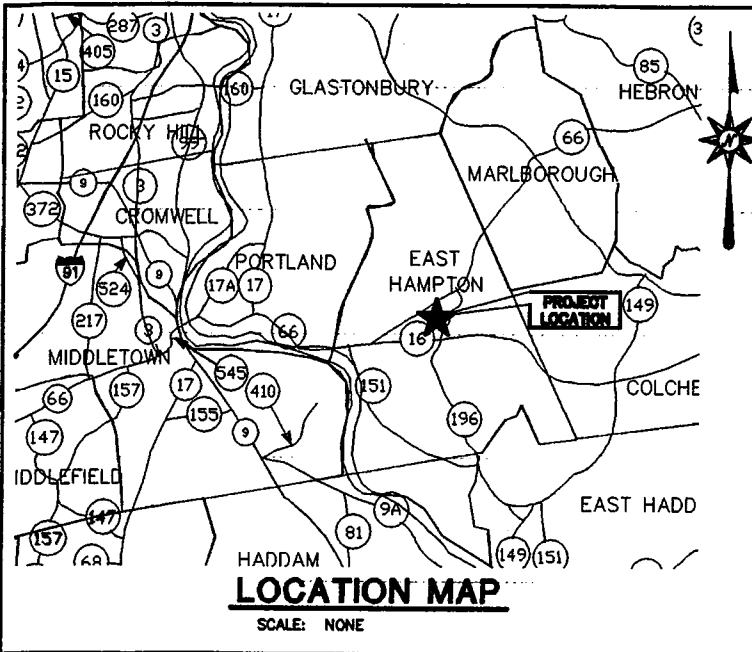 287
3
17
405
3
85
15
160
160
GLASTONBURY
HEBRON
66
ROCKY HILL
99
N
MARLBOROUGH
9
3
372
CROMWELL
EAST
HAMPTON
PORTLAND
91
524
9
17A
17
PROJECT
LOCATION
149
217
3
66
16
MIDDLETOWN
545
410
151
COLCHE
66
157
17
155
9
196
147
IDDLEFIELD
EAST HADD
147
9A
157
81
68
149
151
HADDAM
LOCATION MAP
SCALE: NONE